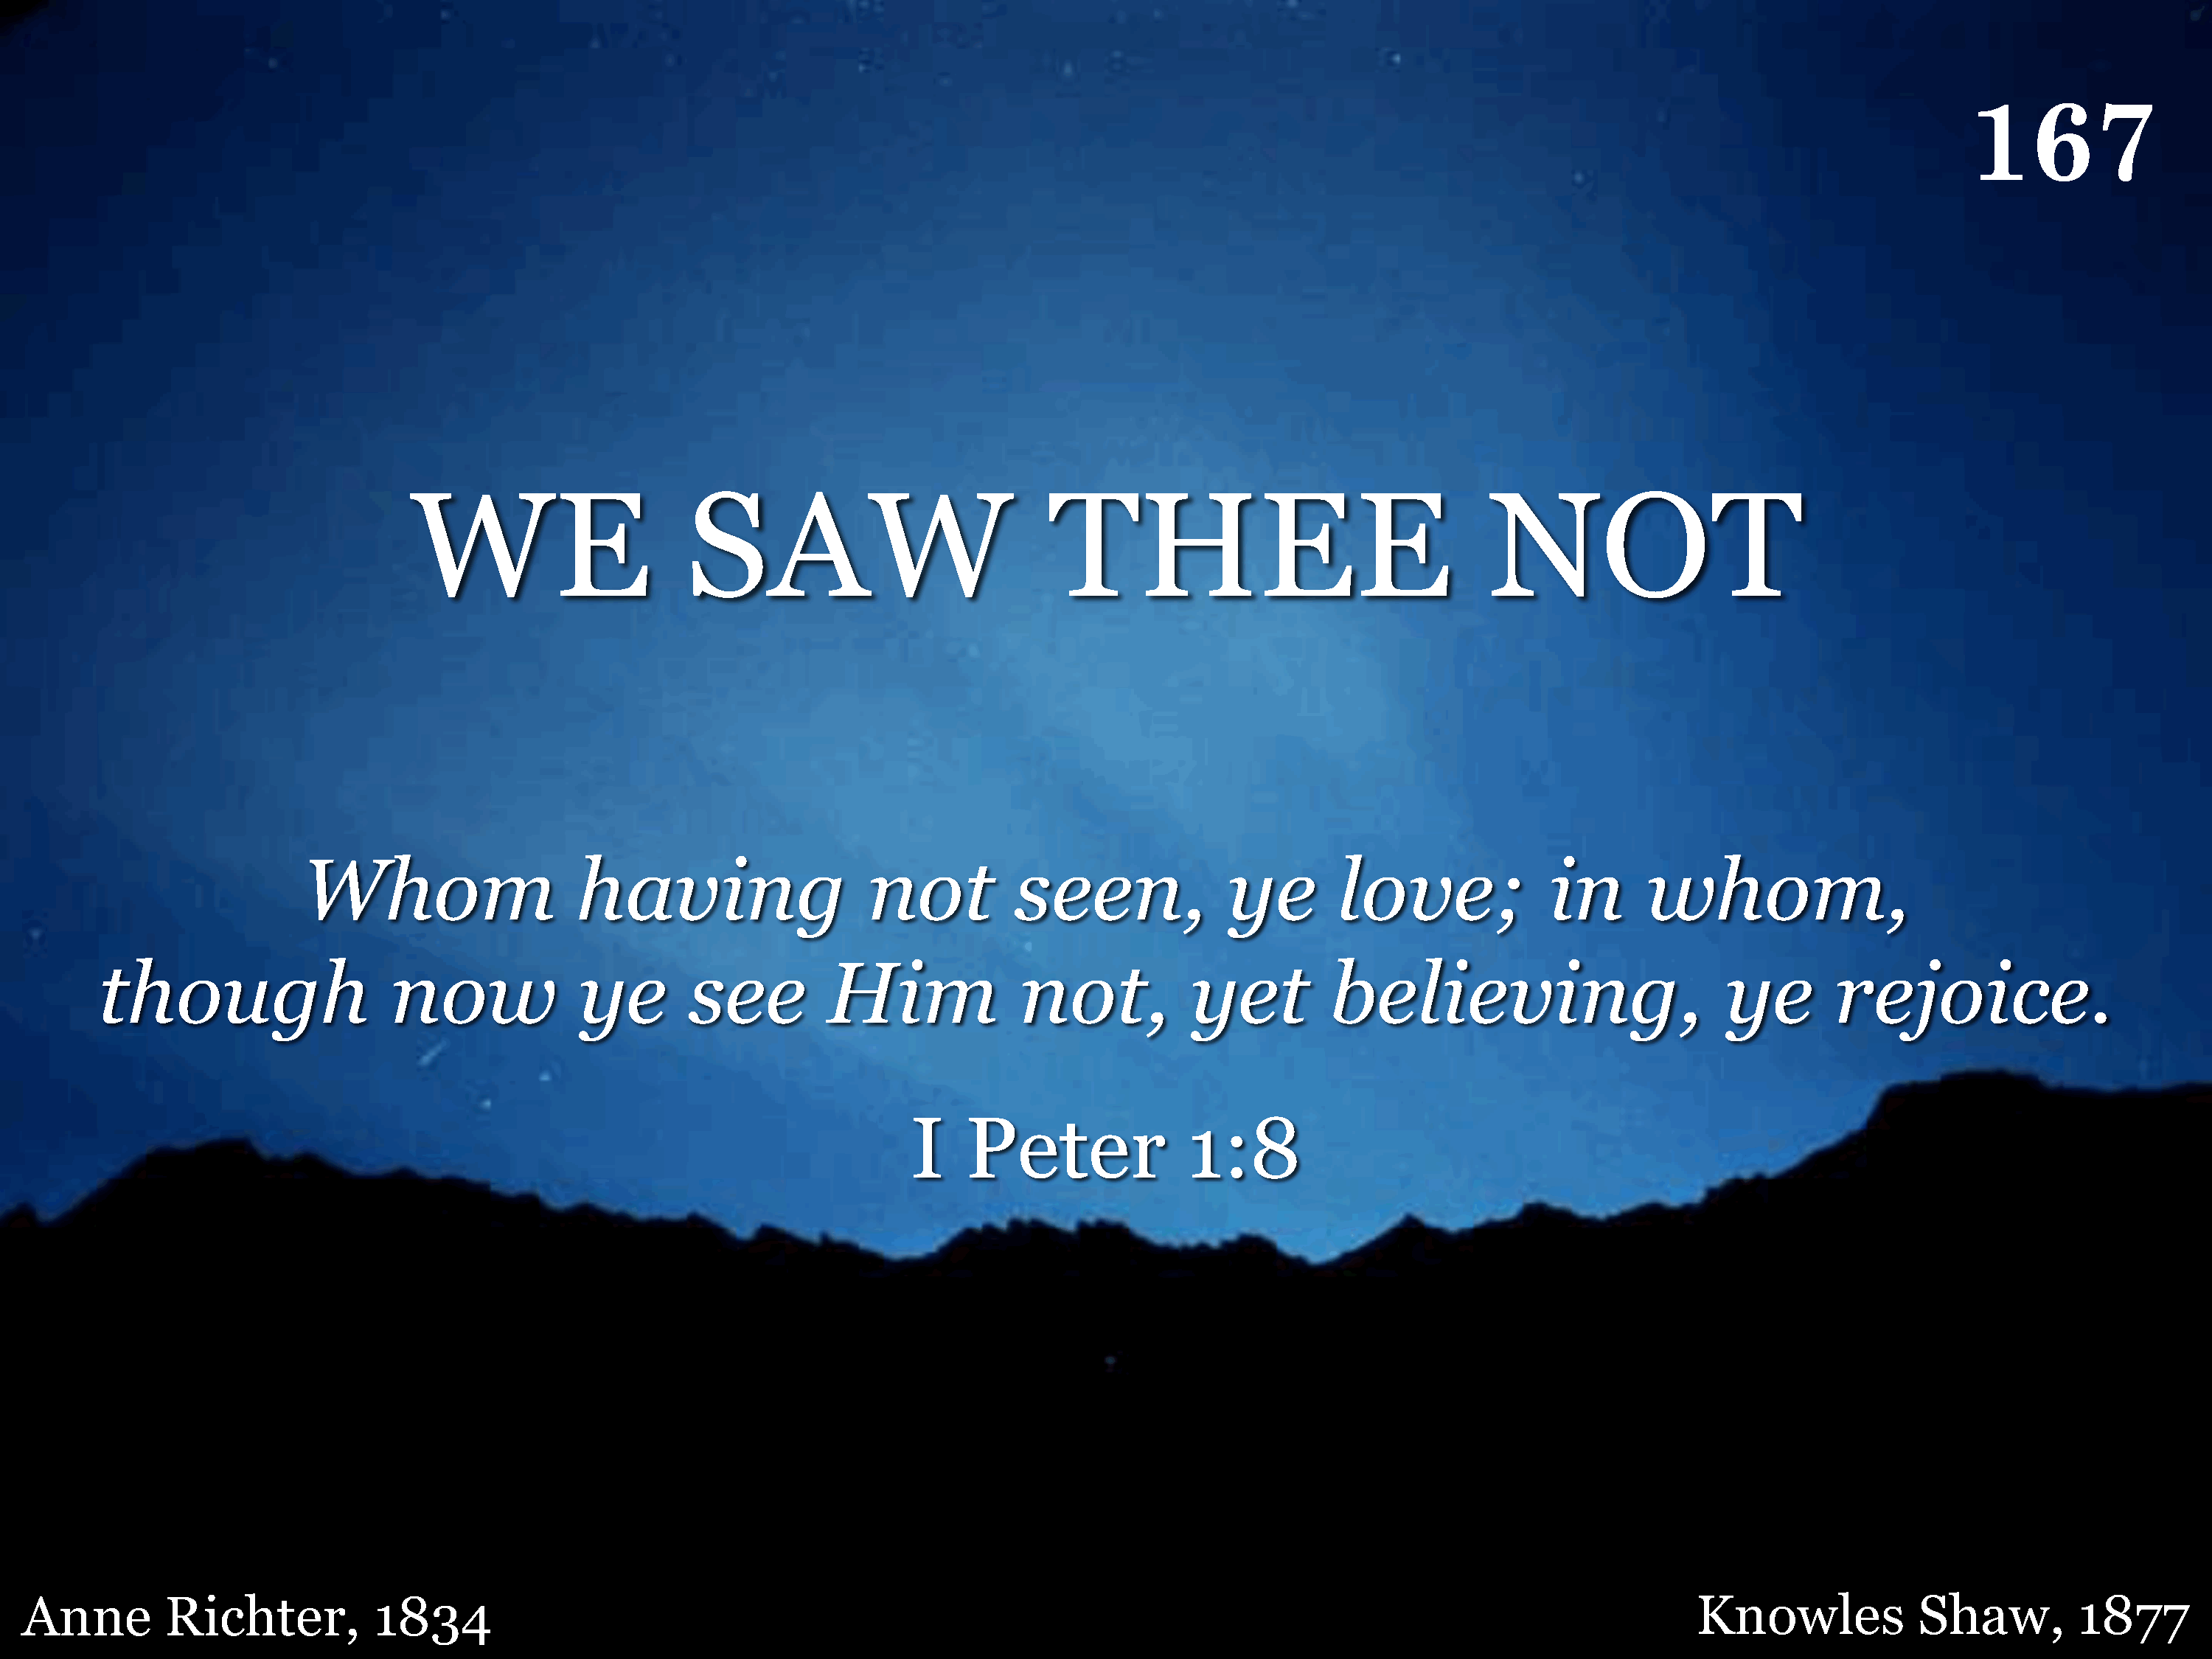 167
WE SAW THEE NOT
Whom having not seen, ye love; in whom,
though now ye see Him not, yet believing, ye rejoice.
I Peter 1:8
Anne Richter, 1834
Knowles Shaw, 1877